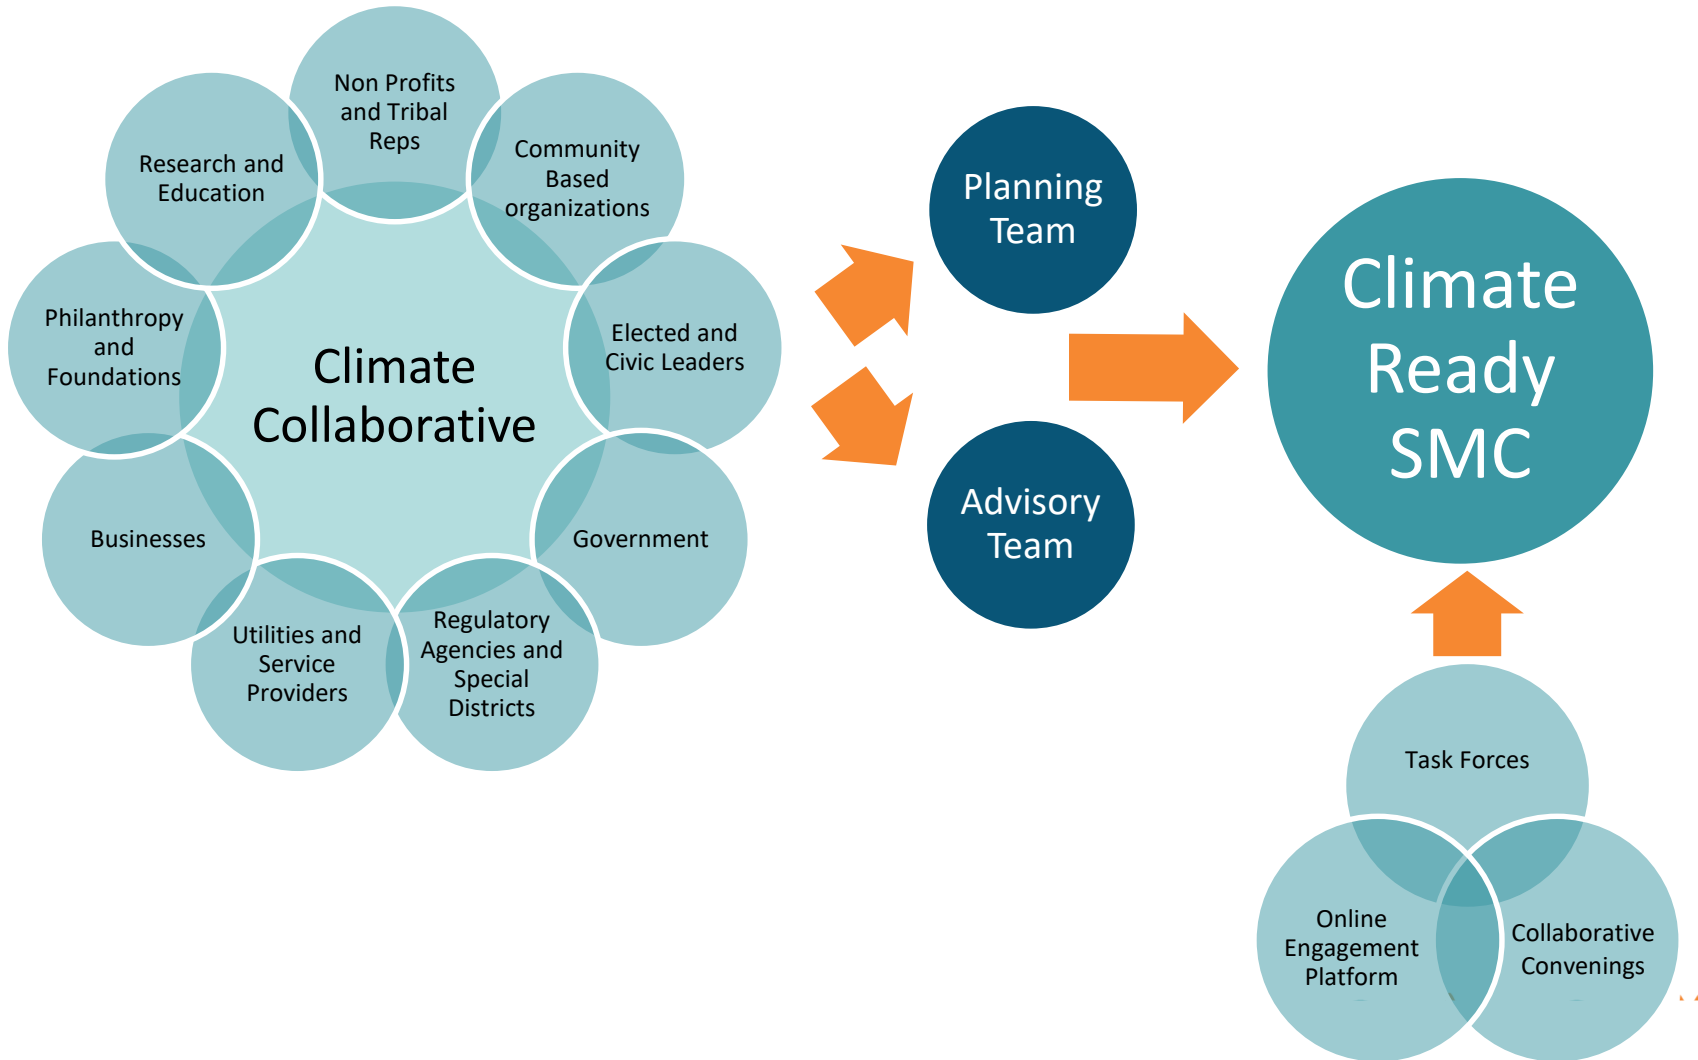 Non Profits
and Tribal
Reps
Community
Based
organizations
Research and
Education
Elected and
Civic Leaders
Philanthropy
and
Foundations
Climate
Collaborative
Businesses
Government
Utilities and
Service
Providers
Regulatory
Agencies and
Special
Districts
Planning
Team
Advisory
Team
Climate
Ready
SMC
Task Forces
Online
Engagement
Platform
Collaborative
Convenings